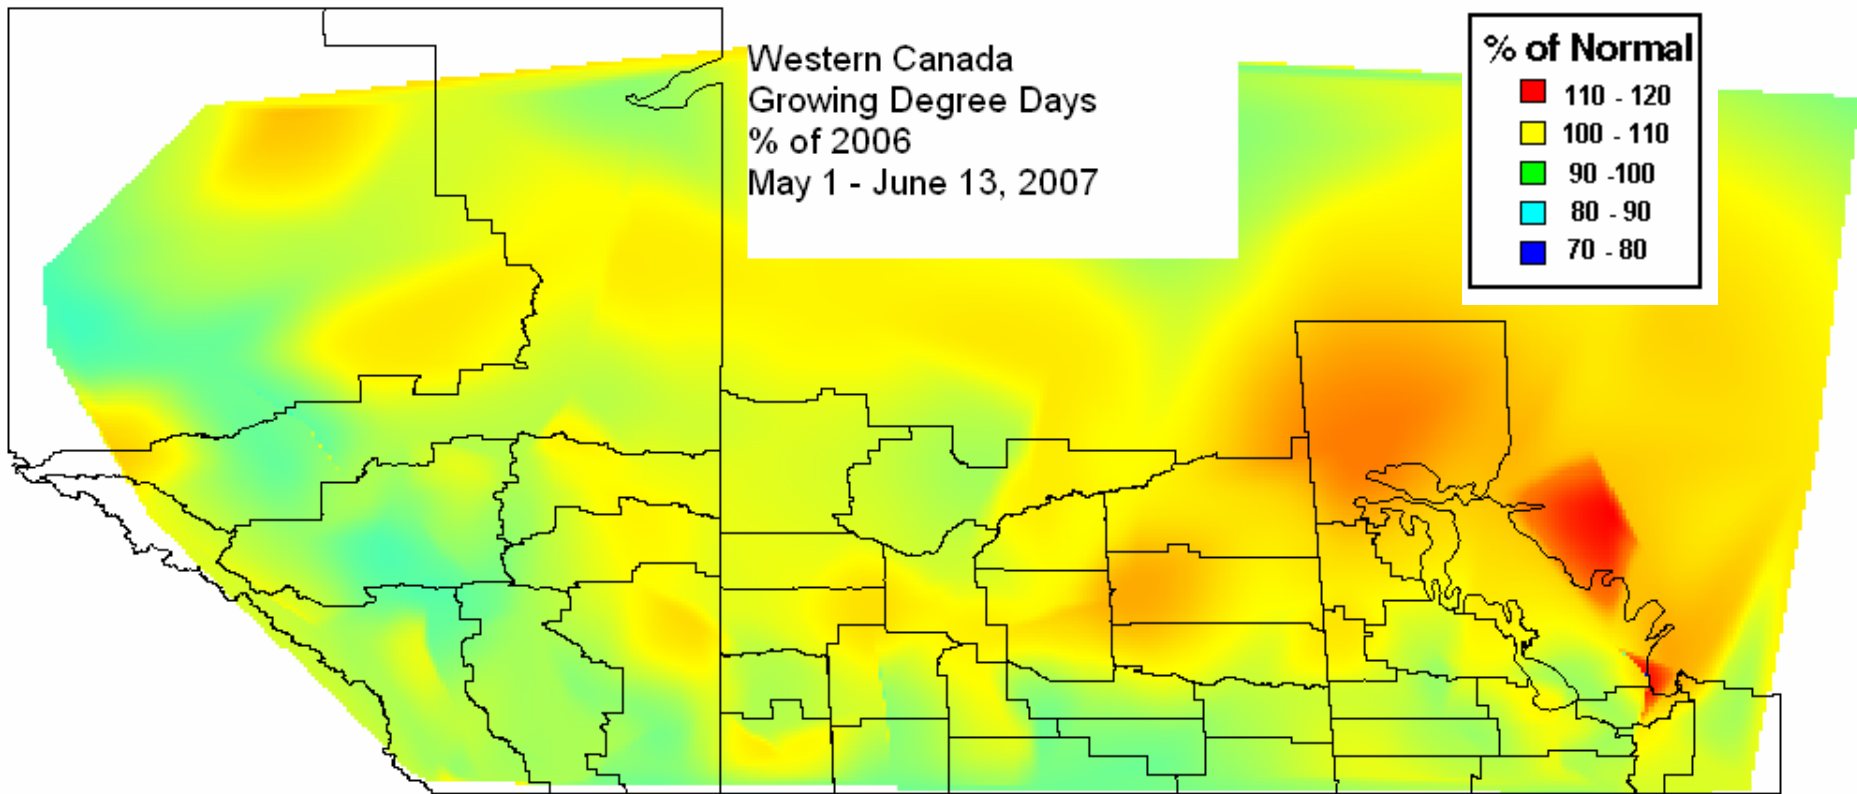 Western Canada
Growing Degree Days
% of 2006
May 1 - June 13, 2007
% of Normal
110 - 120
100 - 110
90 -100
80 - 90
70 - 80